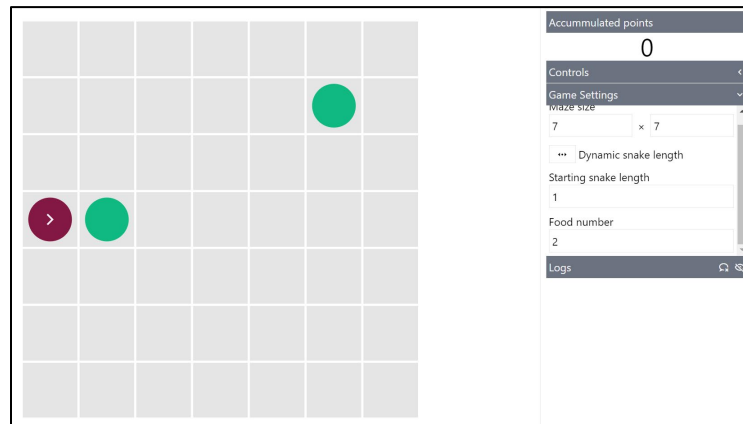 Accummulated points
0
Controls
Game Settings
Maze size
7 × 7
Dynamic snake length
Starting snake length
1
Food number
2
Logs